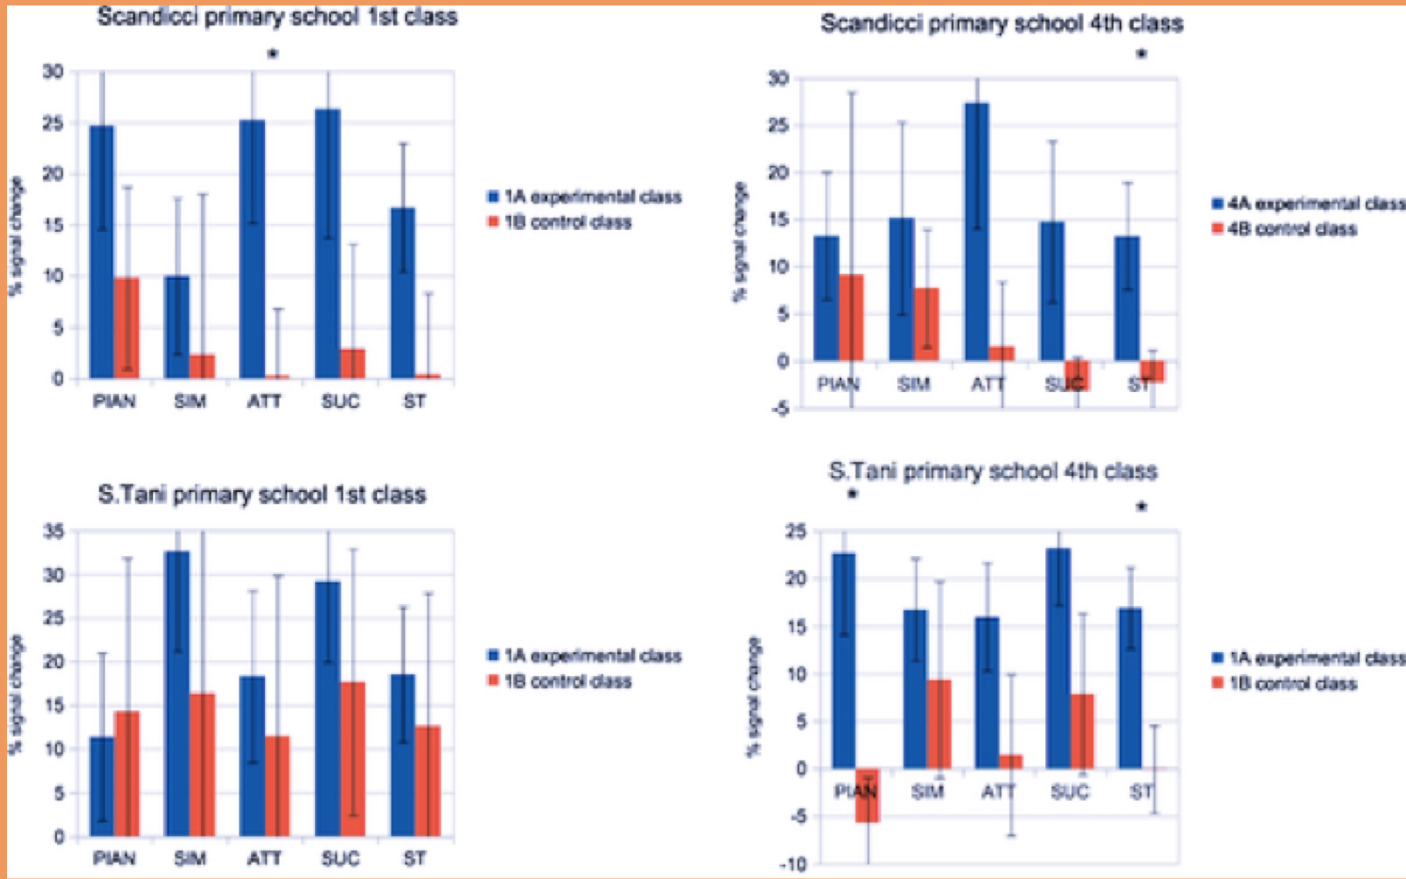 Scandicci primary school 1st class
*
30
25
20
15
10
5
0
% signal change
PIAN SIM ATT SUC ST
1A experimental class
1B control class
Scandicci primary school 4th class
*
30
25
20
15
10
5
0
-5
% signal change
PIAN SIM ATT SUC ST
4A experimental class
4B control class
S.Tani primary school 1st class
35
30
25
20
15
10
5
0
% signal change
PIAN SIM ATT SUC ST
1A experimental class
1B control class
S.Tani primary school 4th class
* *
25
20
15
10
5
0
-5
-10
% signal change
PIAN SIM ATT SUC ST
1A experimental class
1B control class